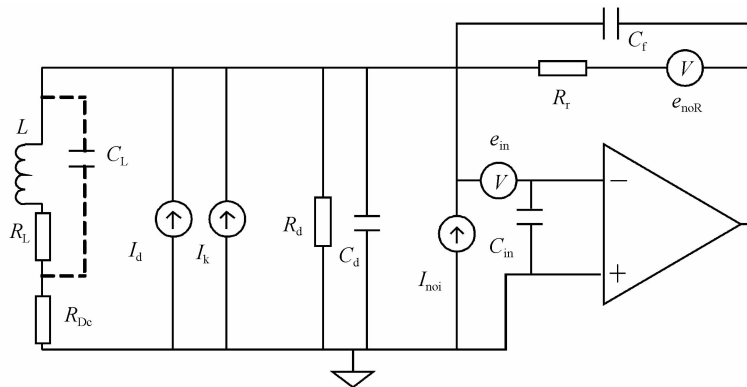 C_f
R_r
V
e_noR
L
C_L
e_in
V
R_L
I_d
I_k
R_d
C_d
I_noi
C_in
−
+
R_Dc